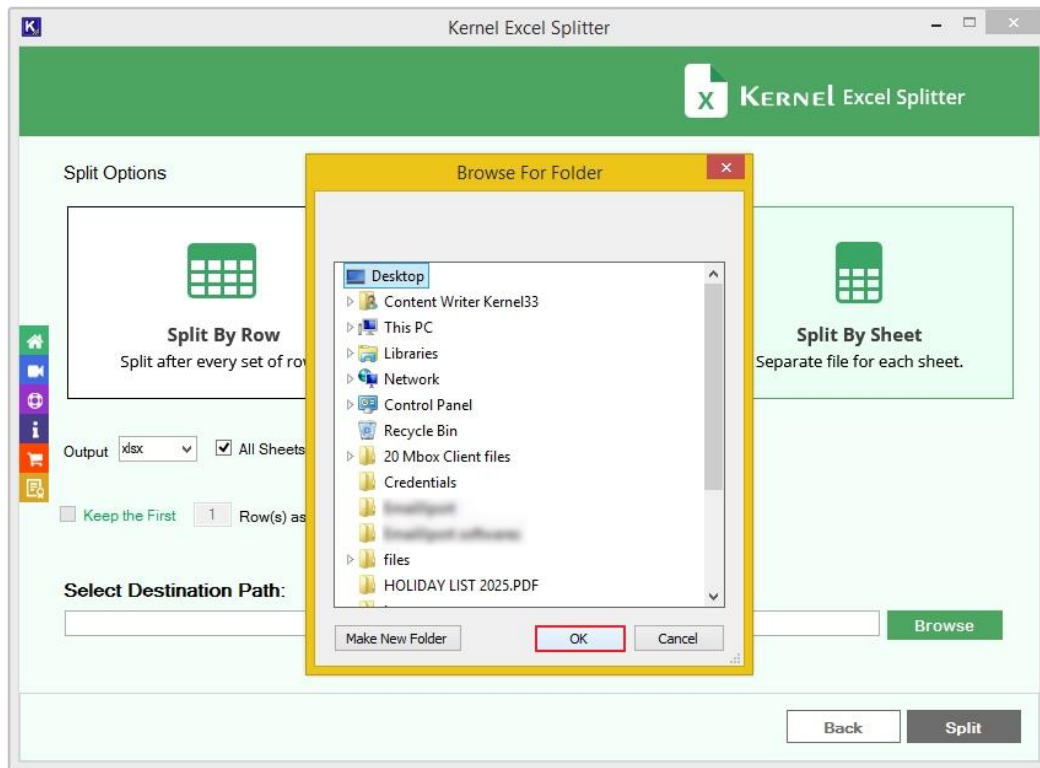 Kernel Excel Splitter
KERNEL Excel Splitter
Split Options
Browse For Folder
Split By Row
Split after every set of
Split By Sheet
Separate file for each sheet.
Desktop
Content Writer Kernel33
This PC
Libraries
Network
Control Panel
Recycle Bin
20 Mbox Client files
Credentials
files
HOLIDAY LIST 2025.PDF
Make New Folder
OK
Cancel
Output
xlsx
All Sheets
Keep the First
1
Row(s) as
Select Destination Path:
Browse
Back
Split